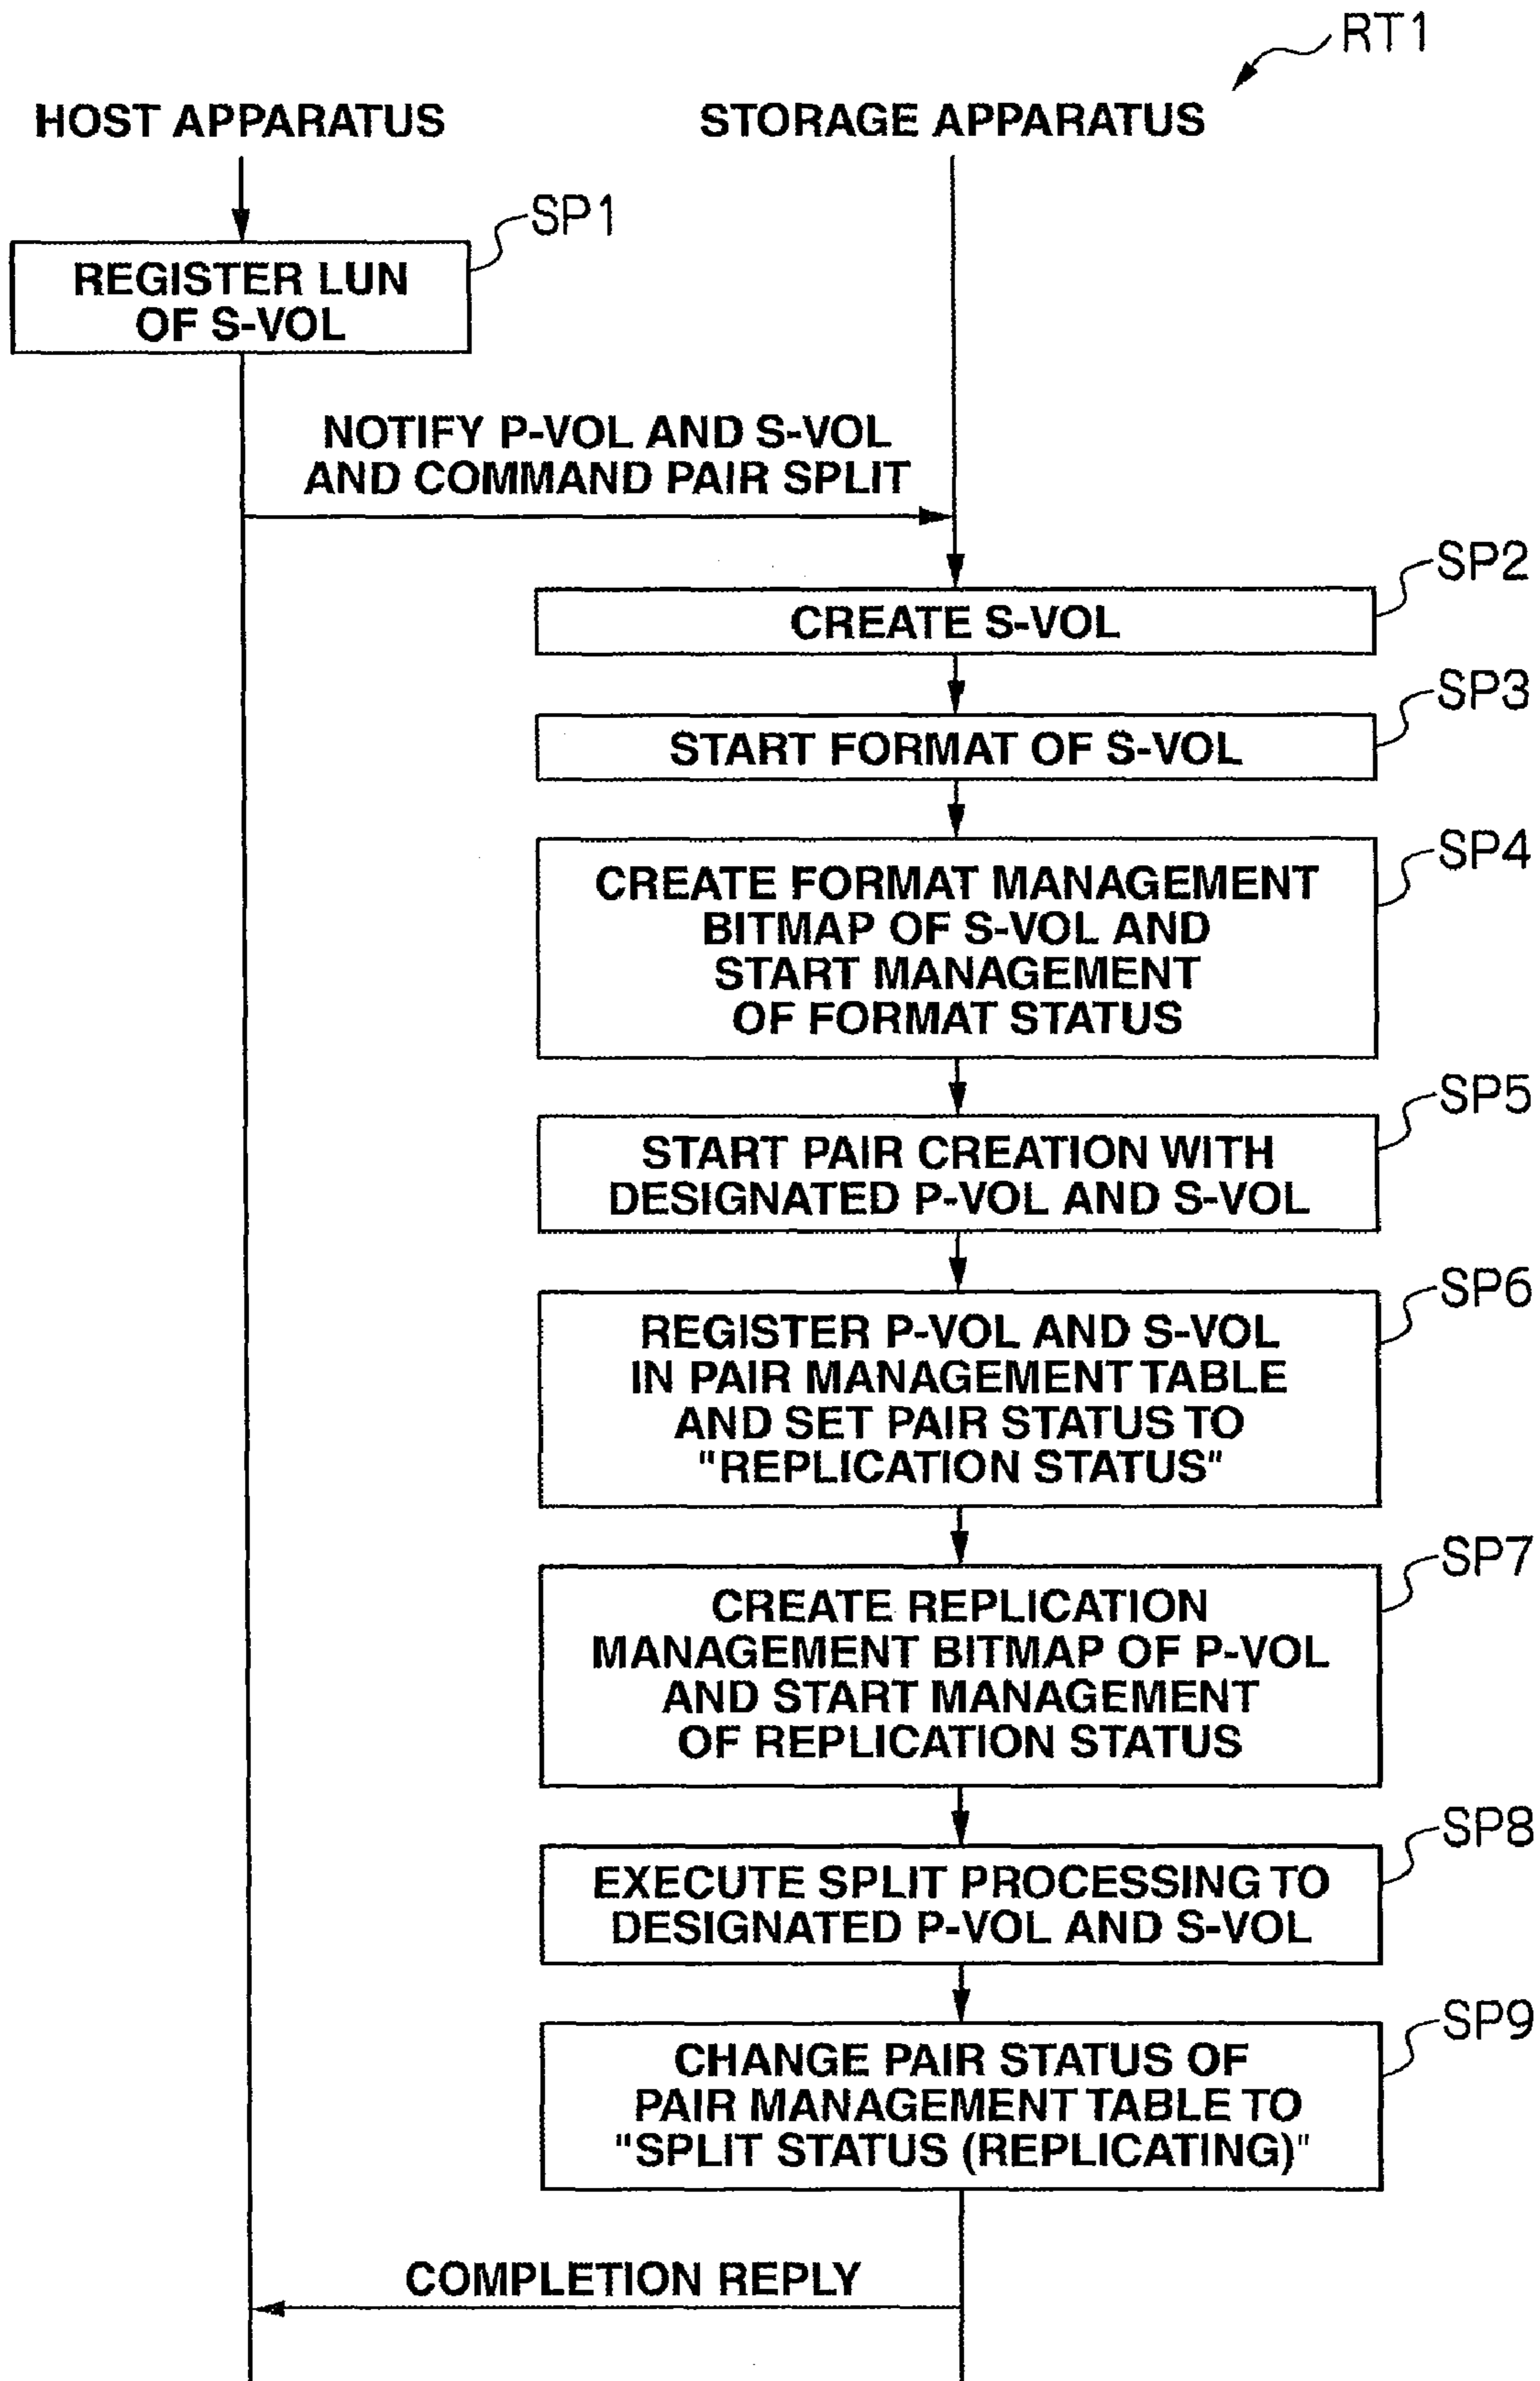 RT1
HOST APPARATUS
STORAGE APPARATUS
SP1
REGISTER LUN
OF S-VOL
NOTIFY P-VOL AND S-VOL
AND COMMAND PAIR SPLIT
SP2
CREATE S-VOL
SP3
START FORMAT OF S-VOL
SP4
CREATE FORMAT MANAGEMENT
BITMAP OF S-VOL AND
START MANAGEMENT
OF FORMAT STATUS
SP5
START PAIR CREATION WITH
DESIGNATED P-VOL AND S-VOL
SP6
REGISTER P-VOL AND S-VOL
IN PAIR MANAGEMENT TABLE
AND SET PAIR STATUS TO
"REPLICATION STATUS"
SP7
CREATE REPLICATION
MANAGEMENT BITMAP OF P-VOL
AND START MANAGEMENT
OF REPLICATION STATUS
SP8
EXECUTE SPLIT PROCESSING TO
DESIGNATED P-VOL AND S-VOL
SP9
CHANGE PAIR STATUS OF
PAIR MANAGEMENT TABLE TO
"SPLIT STATUS (REPLICATING)"
COMPLETION REPLY